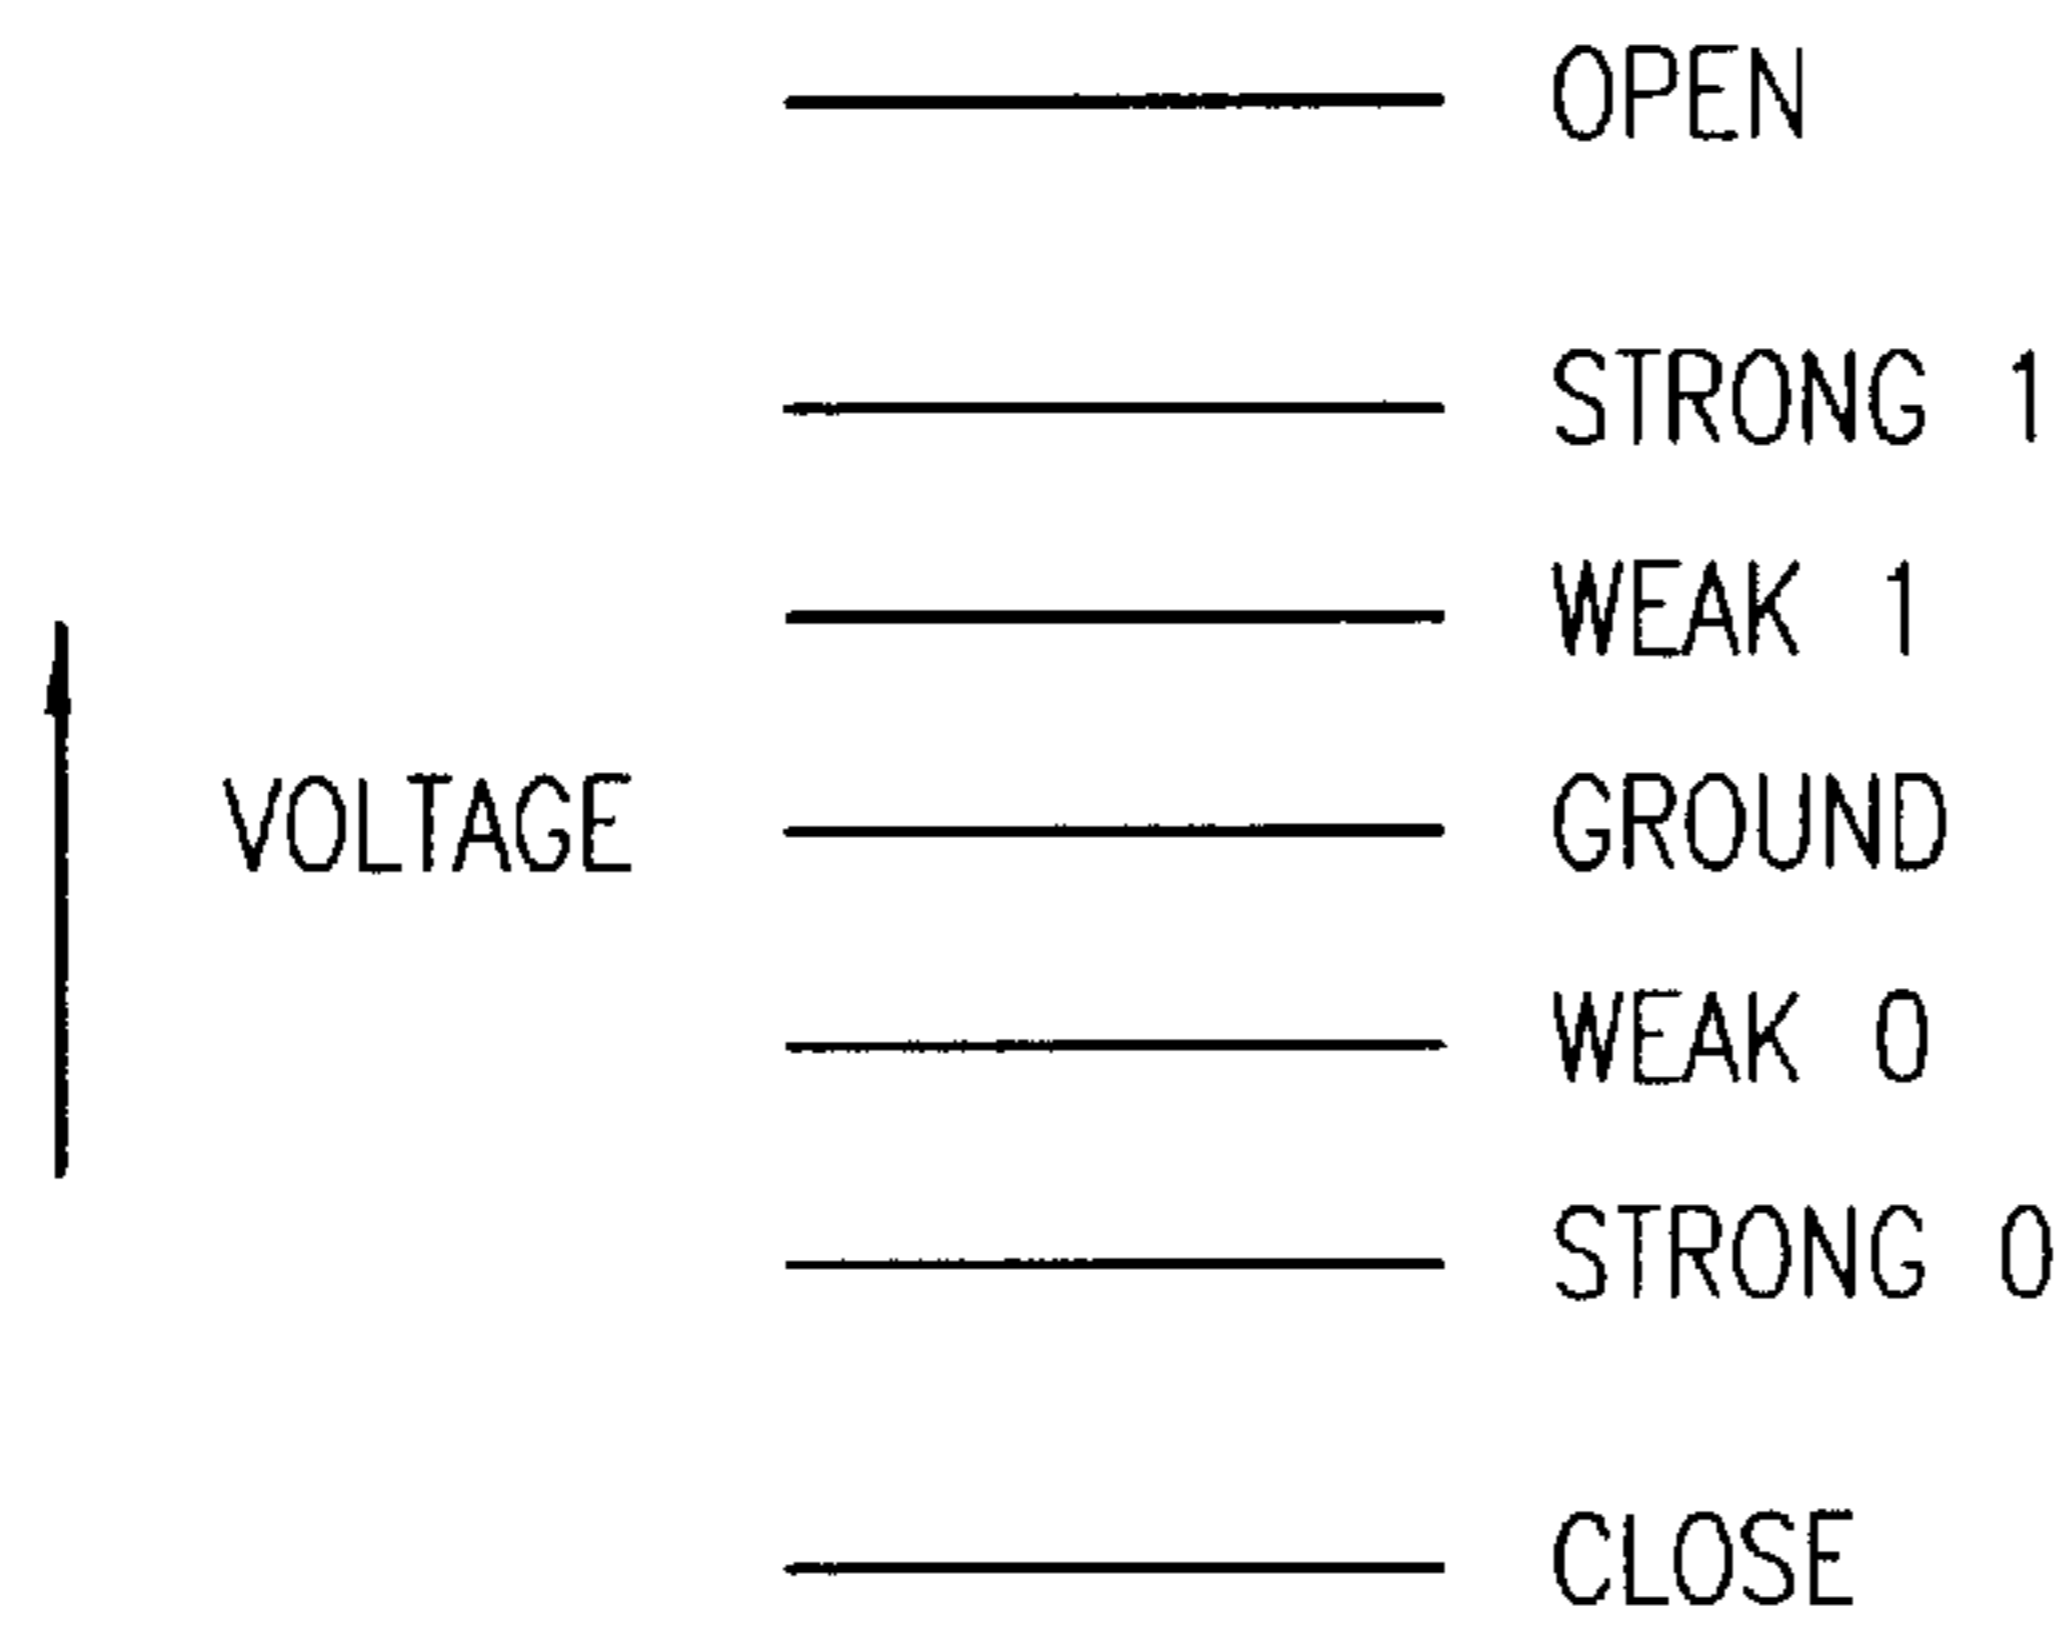 OPEN
STRONG 1
WEAK 1
VOLTAGE
GROUND
WEAK 0
STRONG 0
CLOSE